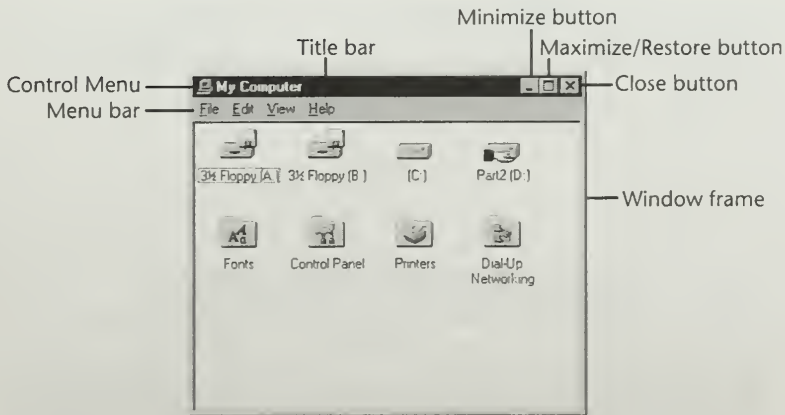 Minimize button
Title bar
Maximize/Restore button
Control Menu
My Computer
Close button
Menu bar
File Edit View Help
3½ Floppy (A:)
3½ Floppy (B:)
(C:)
Part2 (D:)
Window frame
Fonts
Control Panel
Printers
Dial-Up
Networking